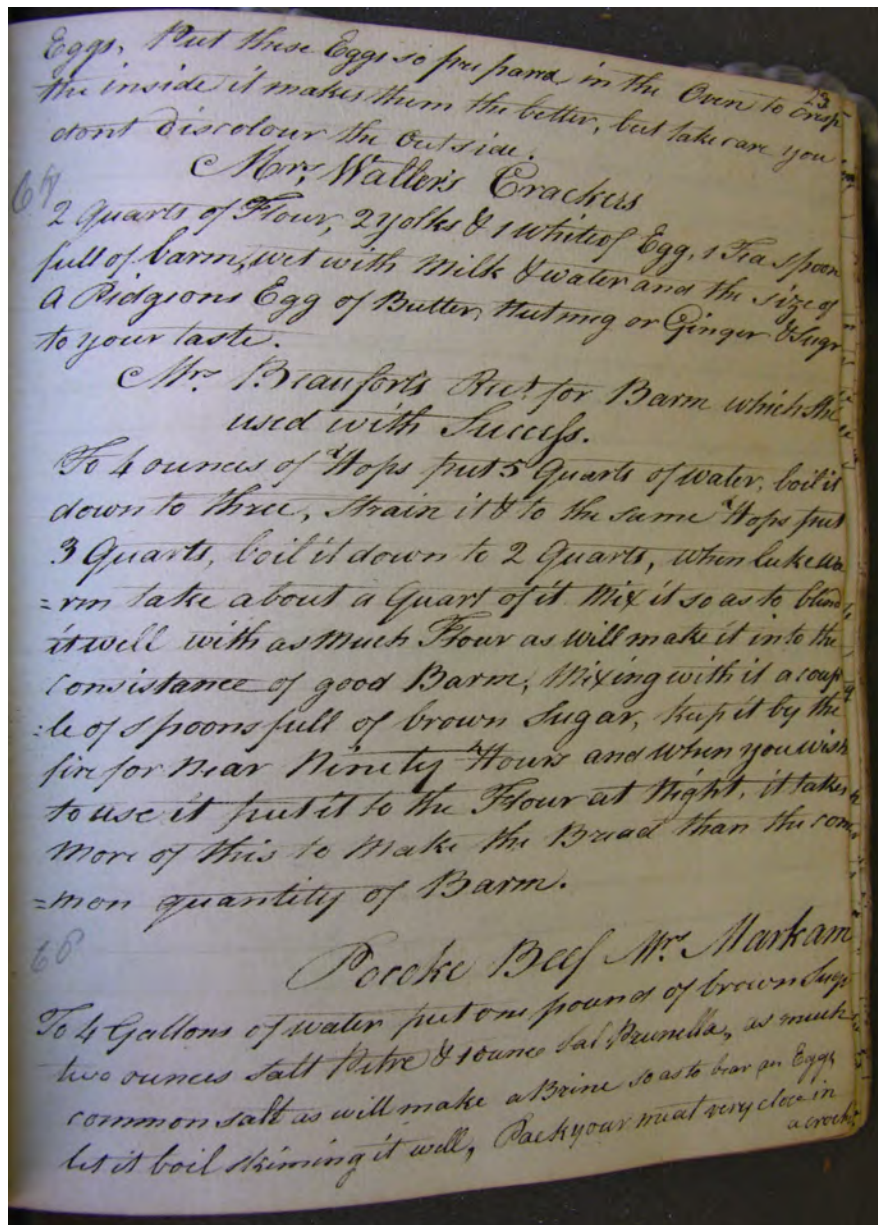 23
Eggs, Put these Eggs so prepard in the Oven to Crisp
the inside it makes them the better, but take care you
dont discolour the Outside.
64
Mrs. Waller's Crackers
2 Quarts of Flour, 2 yolks & 1 white of Egg, 1 Tea spoon
full of barm, wet with Milk & water and the size of
A Pidgeons Egg of Butter, Nutmeg or Ginger & Sugr
to your taste.
Mrs Beauforts Rect. for Barm which she
used with Success.
To 4 ounces of Hops put 5 Quarts of water, boil it
down to three, strain it & to the same Hops put
3 Quarts, boil it down to 2 Quarts, when luke wa
=rm take about a Quart of it Mix it so as to blend
it well with as Much Flour as will make it into the
Consistance of good Barm, Mixing with it a coup
=le of spoonsfull of brown Sugar, keep it by the
fire for Near Ninety Hours and when you wish
to use it put it to the Flour at Night, it takes
More of this to Make the Bread than the com
=mon quantity of Barm.
66
Pocoke Beef Mrs. Markam
To 4 Gallons of water put one pound of brown Sugr
two ounces Salt Petre & 1 ounce Sal Prunella, as much
common salt as will make a Brine so as to bear an Egg,
let it boil skiming it well, Pack your meat very close in
a crock